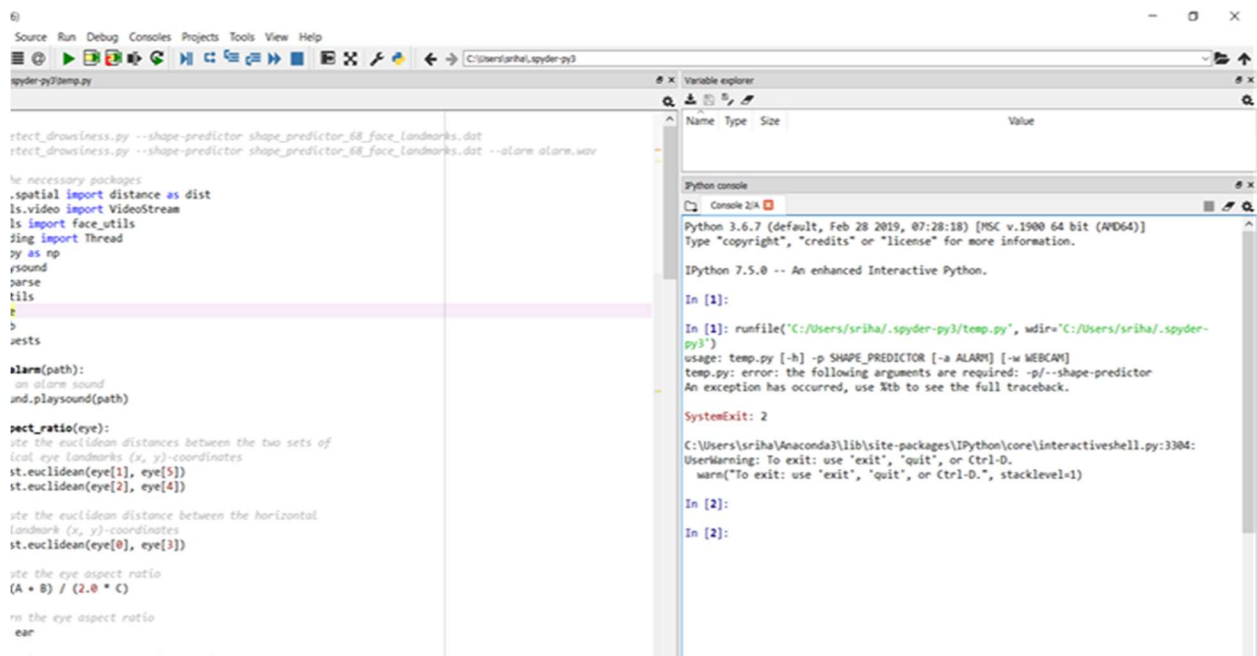 6)
Source Run Debug Consoles Projects Tools View Help
C:\Users\sriha\.spyder-py3
spyder-py3\temp.py
etect_drowsiness.py --shape-predictor shape_predictor_68_face_landmarks.dat
etect_drowsiness.py --shape-predictor shape_predictor_68_face_landmarks.dat --alarm alarm.wav
he necessary packages
.spatial import distance as dist
ls.video import VideoStream
ls import face_utils
ding import Thread
py as np
ysound
parse
tils
e
b
uests
alarm(path):
an alarm sound
und.playsound(path)
pect_ratio(eye):
ute the euclidean distances between the two sets of
ical eye landmarks (x, y)-coordinates
st.euclidean(eye[1], eye[5])
st.euclidean(eye[2], eye[4])
ute the euclidean distance between the horizontal
landmark (x, y)-coordinates
st.euclidean(eye[0], eye[3])
ute the eye aspect ratio
(A + B) / (2.0 * C)
rn the eye aspect ratio
ear
Variable explorer
Name Type Size Value
IPython console
Console 2/A
Python 3.6.7 (default, Feb 28 2019, 07:28:18) [MSC v.1900 64 bit (AMD64)]
Type "copyright", "credits" or "license" for more information.
IPython 7.5.0 -- An enhanced Interactive Python.
In [1]:
In [1]: runfile('C:/Users/sriha/.spyder-py3/temp.py', wdir='C:/Users/sriha/.spyder-
py3')
usage: temp.py [-h] -p SHAPE_PREDICTOR [-a ALARM] [-w WEBCAM]
temp.py: error: the following arguments are required: -p/--shape-predictor
An exception has occurred, use %tb to see the full traceback.
SystemExit: 2
C:\Users\sriha\Anaconda3\lib\site-packages\IPython\core\interactiveshell.py:3304:
UserWarning: To exit: use 'exit', 'quit', or Ctrl-D.
warn("To exit: use 'exit', 'quit', or Ctrl-D.", stacklevel=1)
In [2]:
In [2]: